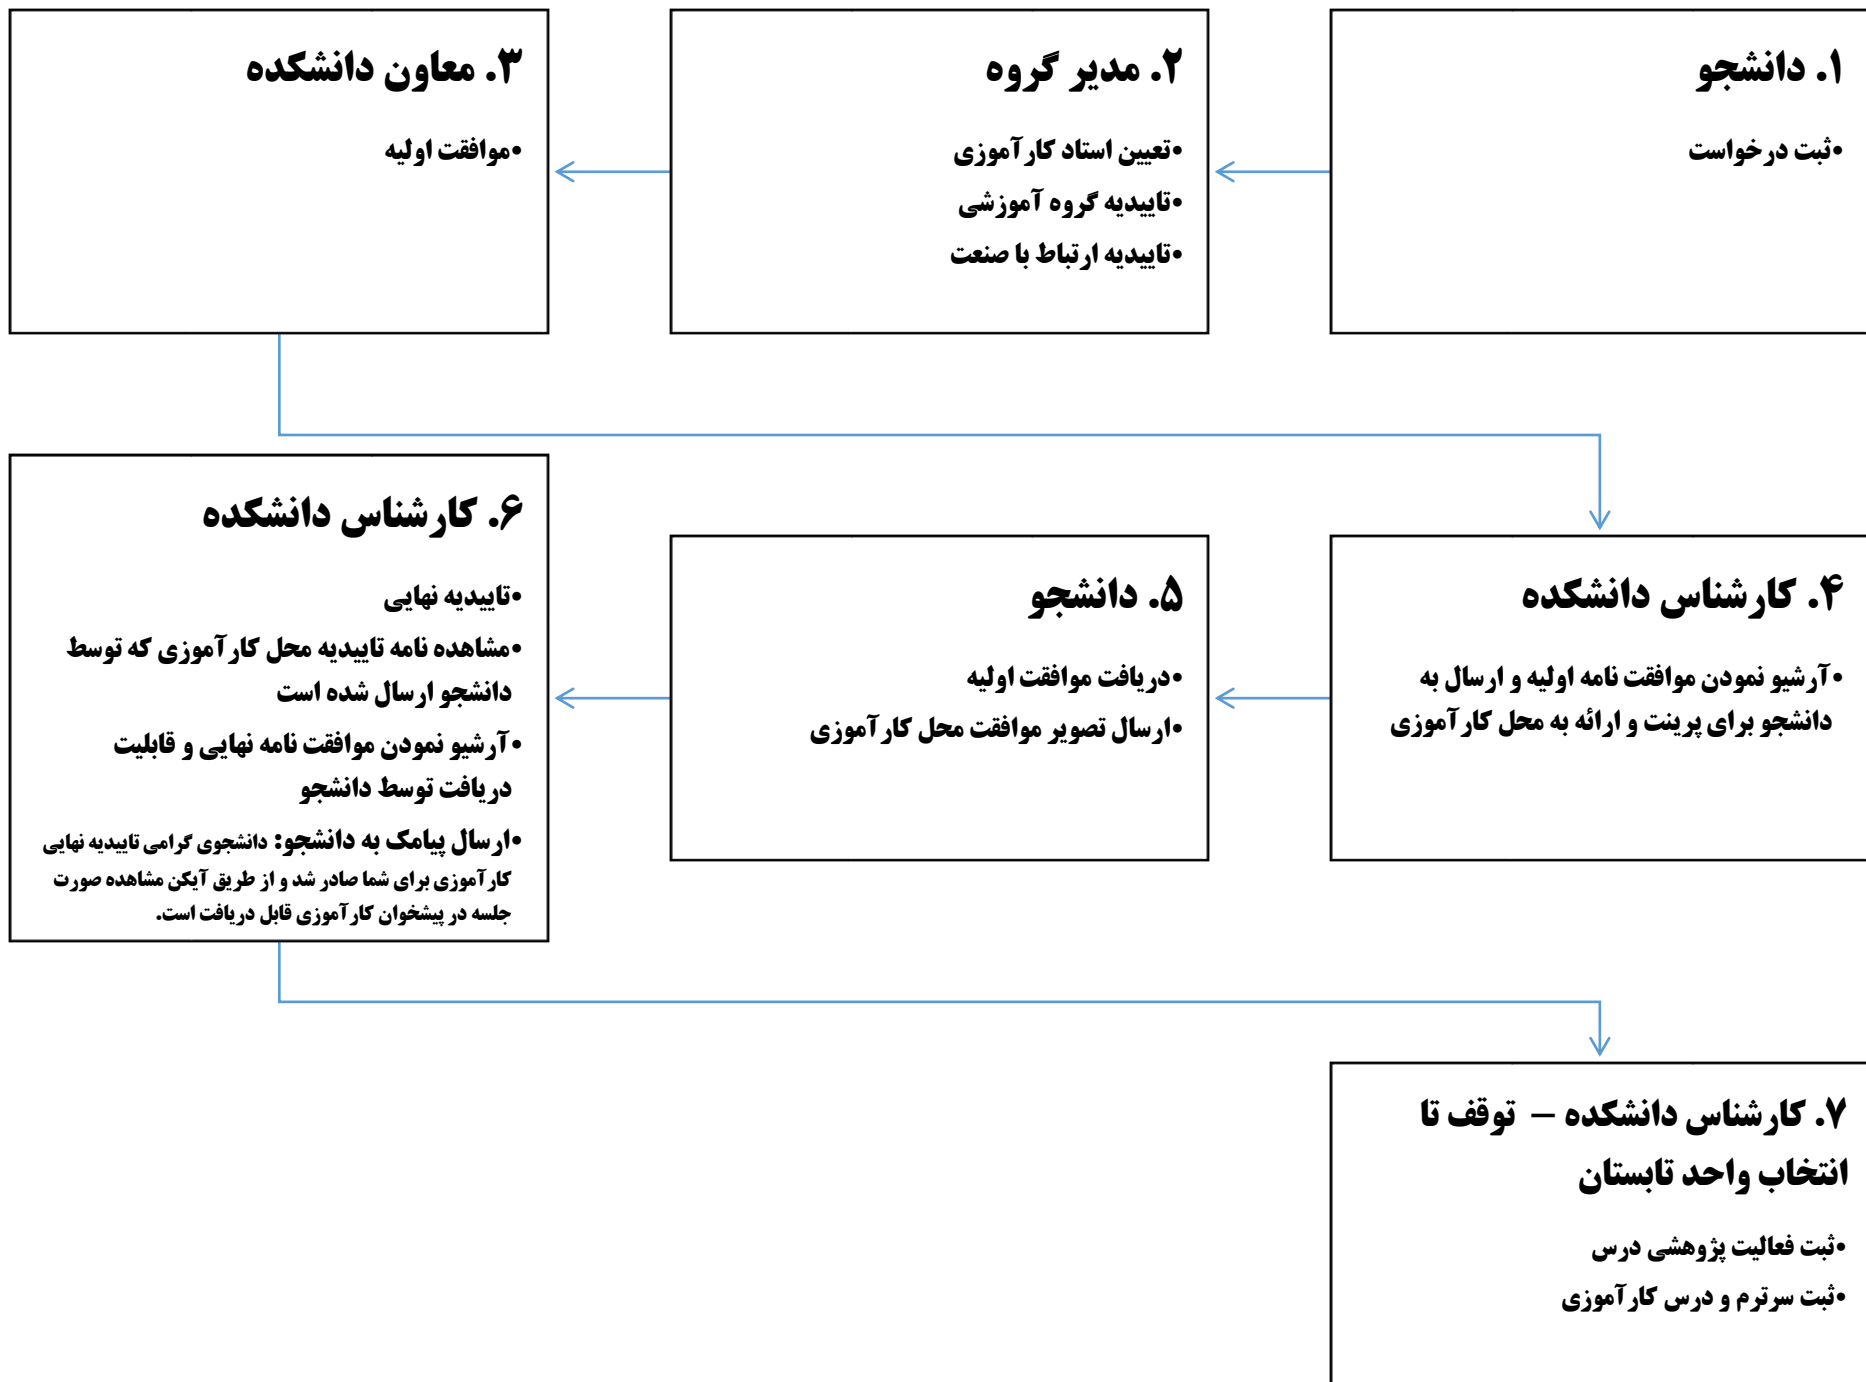 ۱. دانشجو
•ثبت درخواست
۲. مدیر گروه
•تعیین استاد کارآموزی
•تاییدیه گروه آموزشی
•تاییدیه ارتباط با صنعت
۳. معاون دانشکده
•موافقت اولیه
۴. کارشناس دانشکده
•آرشیو نمودن موافقت نامه اولیه و ارسال به
دانشجو برای پرینت و ارائه به محل کارآموزی
۵. دانشجو
•دریافت موافقت اولیه
•ارسال تصویر موافقت محل کارآموزی
۶. کارشناس دانشکده
•تاییدیه نهایی
•مشاهده نامه تاییدیه محل کارآموزی که توسط
دانشجو ارسال شده است
•آرشیو نمودن موافقت نامه نهایی و قابلیت
دریافت توسط دانشجو
•ارسال پیامک به دانشجو: دانشجوی گرامی تاییدیه نهایی
کارآموزی برای شما صادر شد و از طریق آیکن مشاهده صورت
جلسه در پیشخوان کارآموزی قابل دریافت است.
۷. کارشناس دانشکده – توقف تا
انتخاب واحد تابستان
•ثبت فعالیت پژوهشی درس
•ثبت سرترم و درس کارآموزی